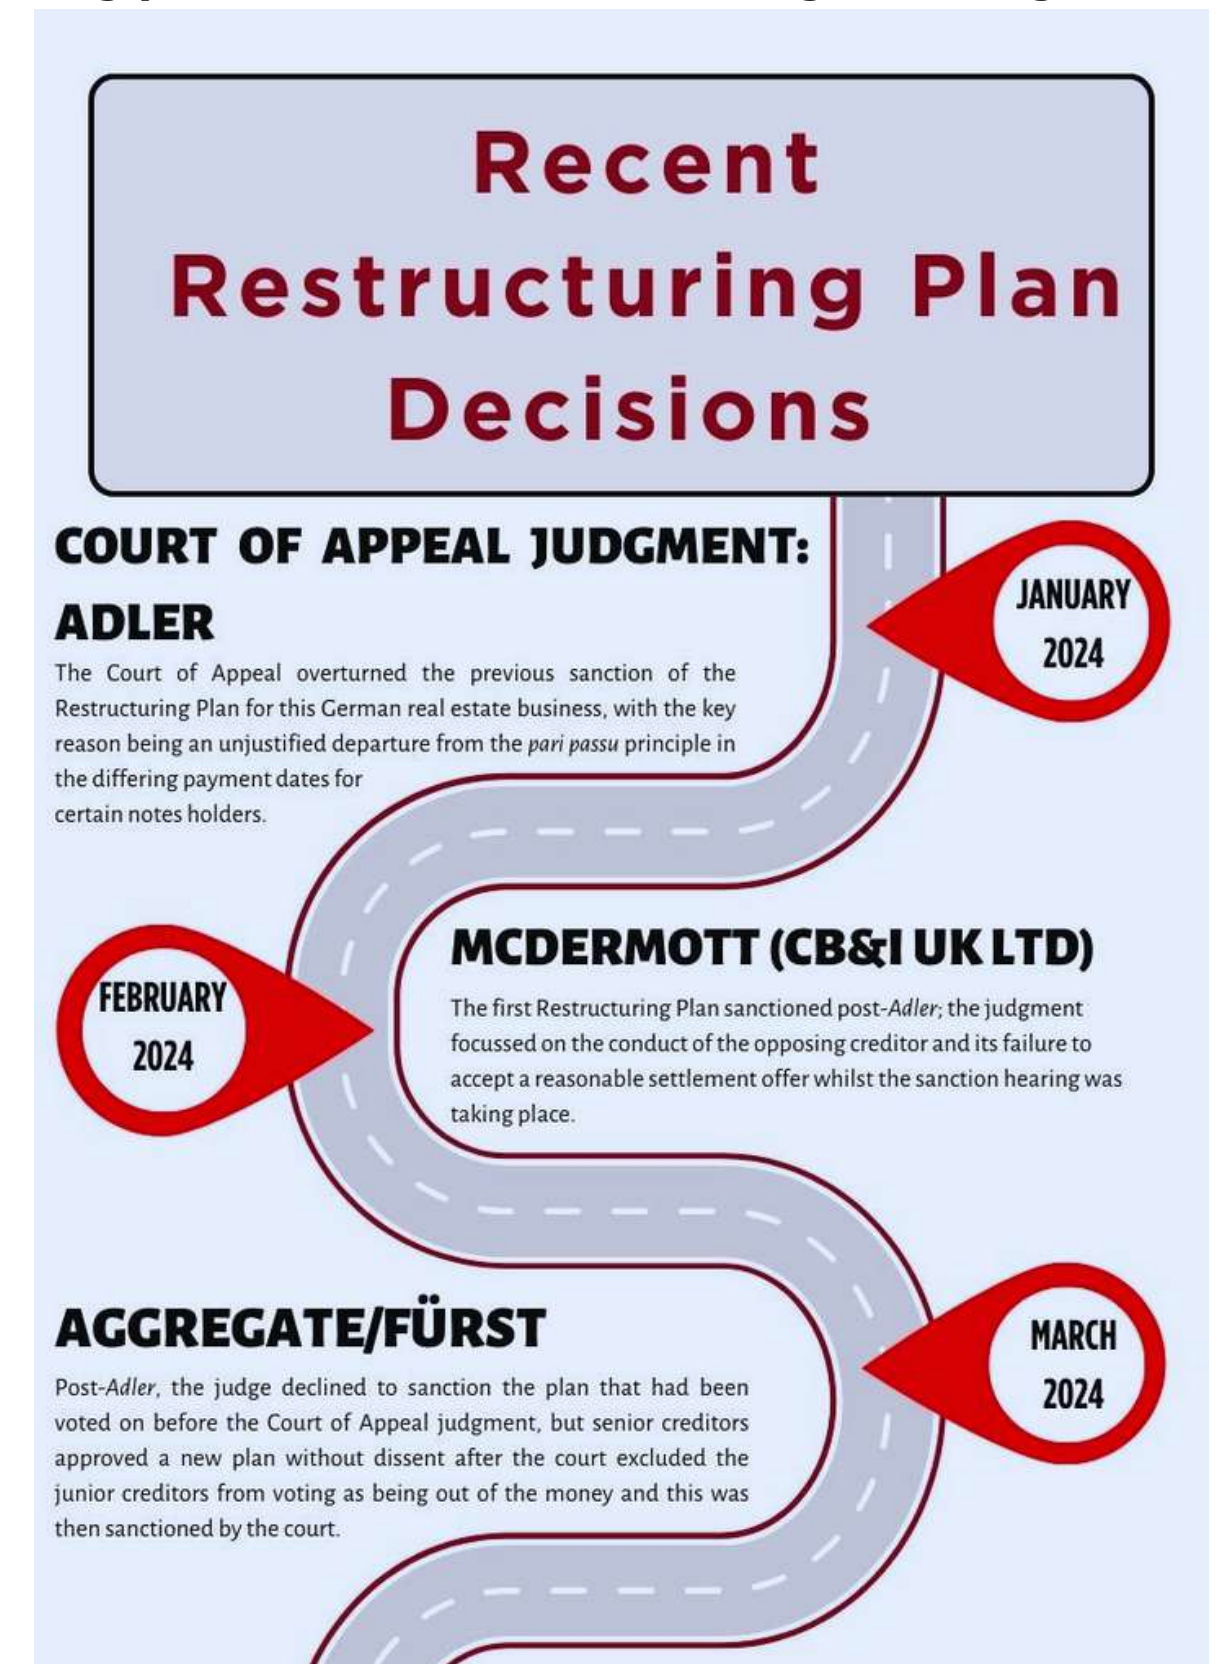 Recent
Restructuring Plan
Decisions
COURT OF APPEAL JUDGMENT:
ADLER
The Court of Appeal overturned the previous sanction of the
Restructuring Plan for this German real estate business, with the key
reason being an unjustified departure from the pari passu principle in
the differing payment dates for
certain notes holders.
JANUARY
2024
FEBRUARY
2024
MCDERMOTT (CB&I UK LTD)
The first Restructuring Plan sanctioned post-Adler; the judgment
focussed on the conduct of the opposing creditor and its failure to
accept a reasonable settlement offer whilst the sanction hearing was
taking place.
AGGREGATE/FÜRST
Post-Adler, the judge declined to sanction the plan that had been
voted on before the Court of Appeal judgment, but senior creditors
approved a new plan without dissent after the court excluded the
junior creditors from voting as being out of the money and this was
then sanctioned by the court.
MARCH
2024